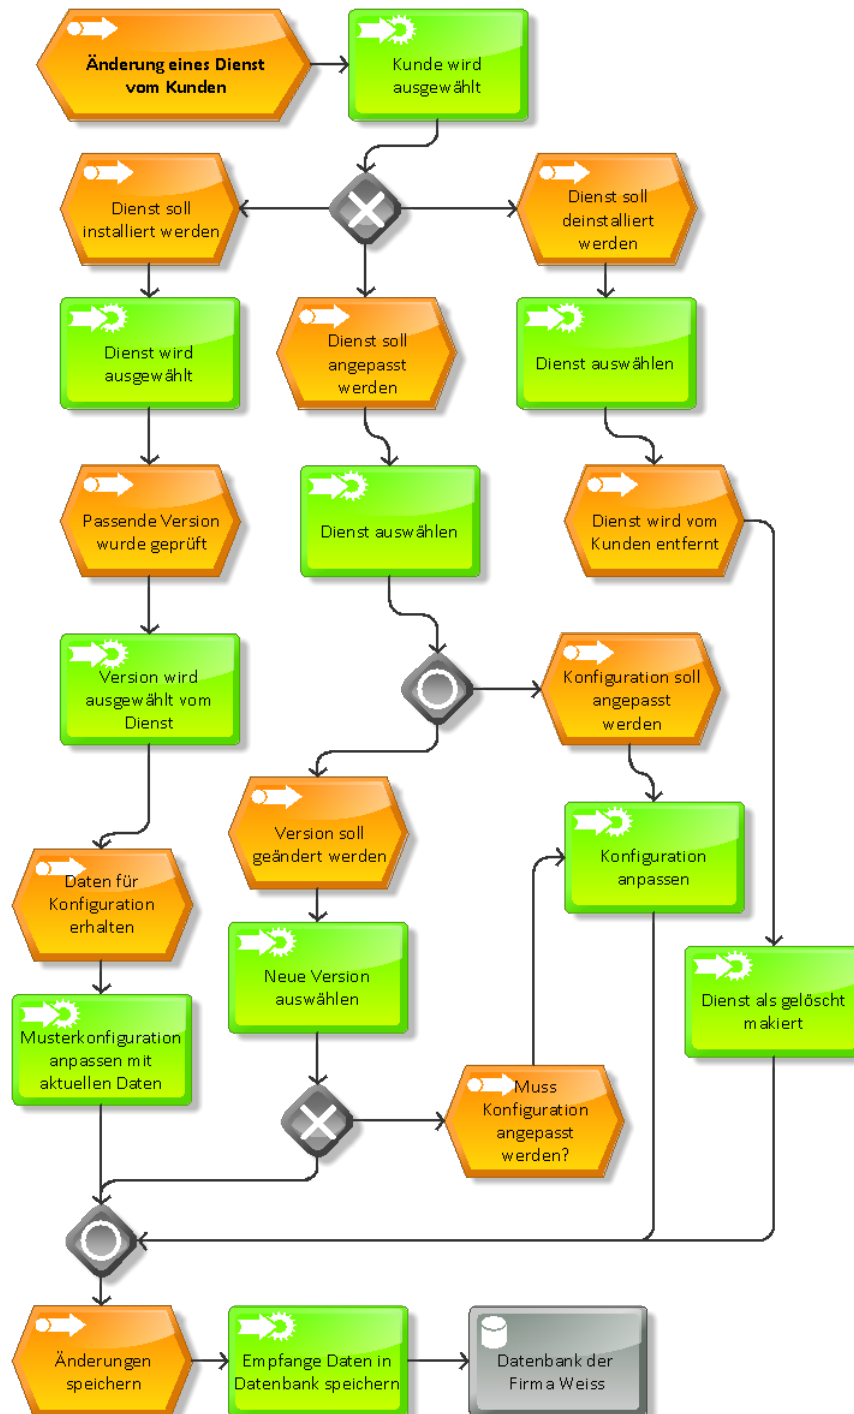 Änderung eines Dienst
vom Kunden
Kunde wird
ausgewählt
Dienst soll
installiert werden
Dienst soll
deinstalliert
werden
Dienst wird
ausgewählt
Dienst soll
angepasst
werden
Dienst auswählen
Passende Version
wurde geprüft
Dienst auswählen
Dienst wird vom
Kunden entfernt
Version wird
ausgewählt vom
Dienst
Konfiguration soll
angepasst
werden
Version soll
geändert werden
Konfiguration
anpassen
Daten für
Konfiguration
erhalten
Neue Version
auswählen
Dienst als gelöscht
makiert
Musterkonfiguration
anpassen mit
aktuellen Daten
Muss
Konfiguration
angepasst
werden?
Änderungen
speichern
Empfange Daten in
Datenbank speichern
Datenbank der
Firma Weiss